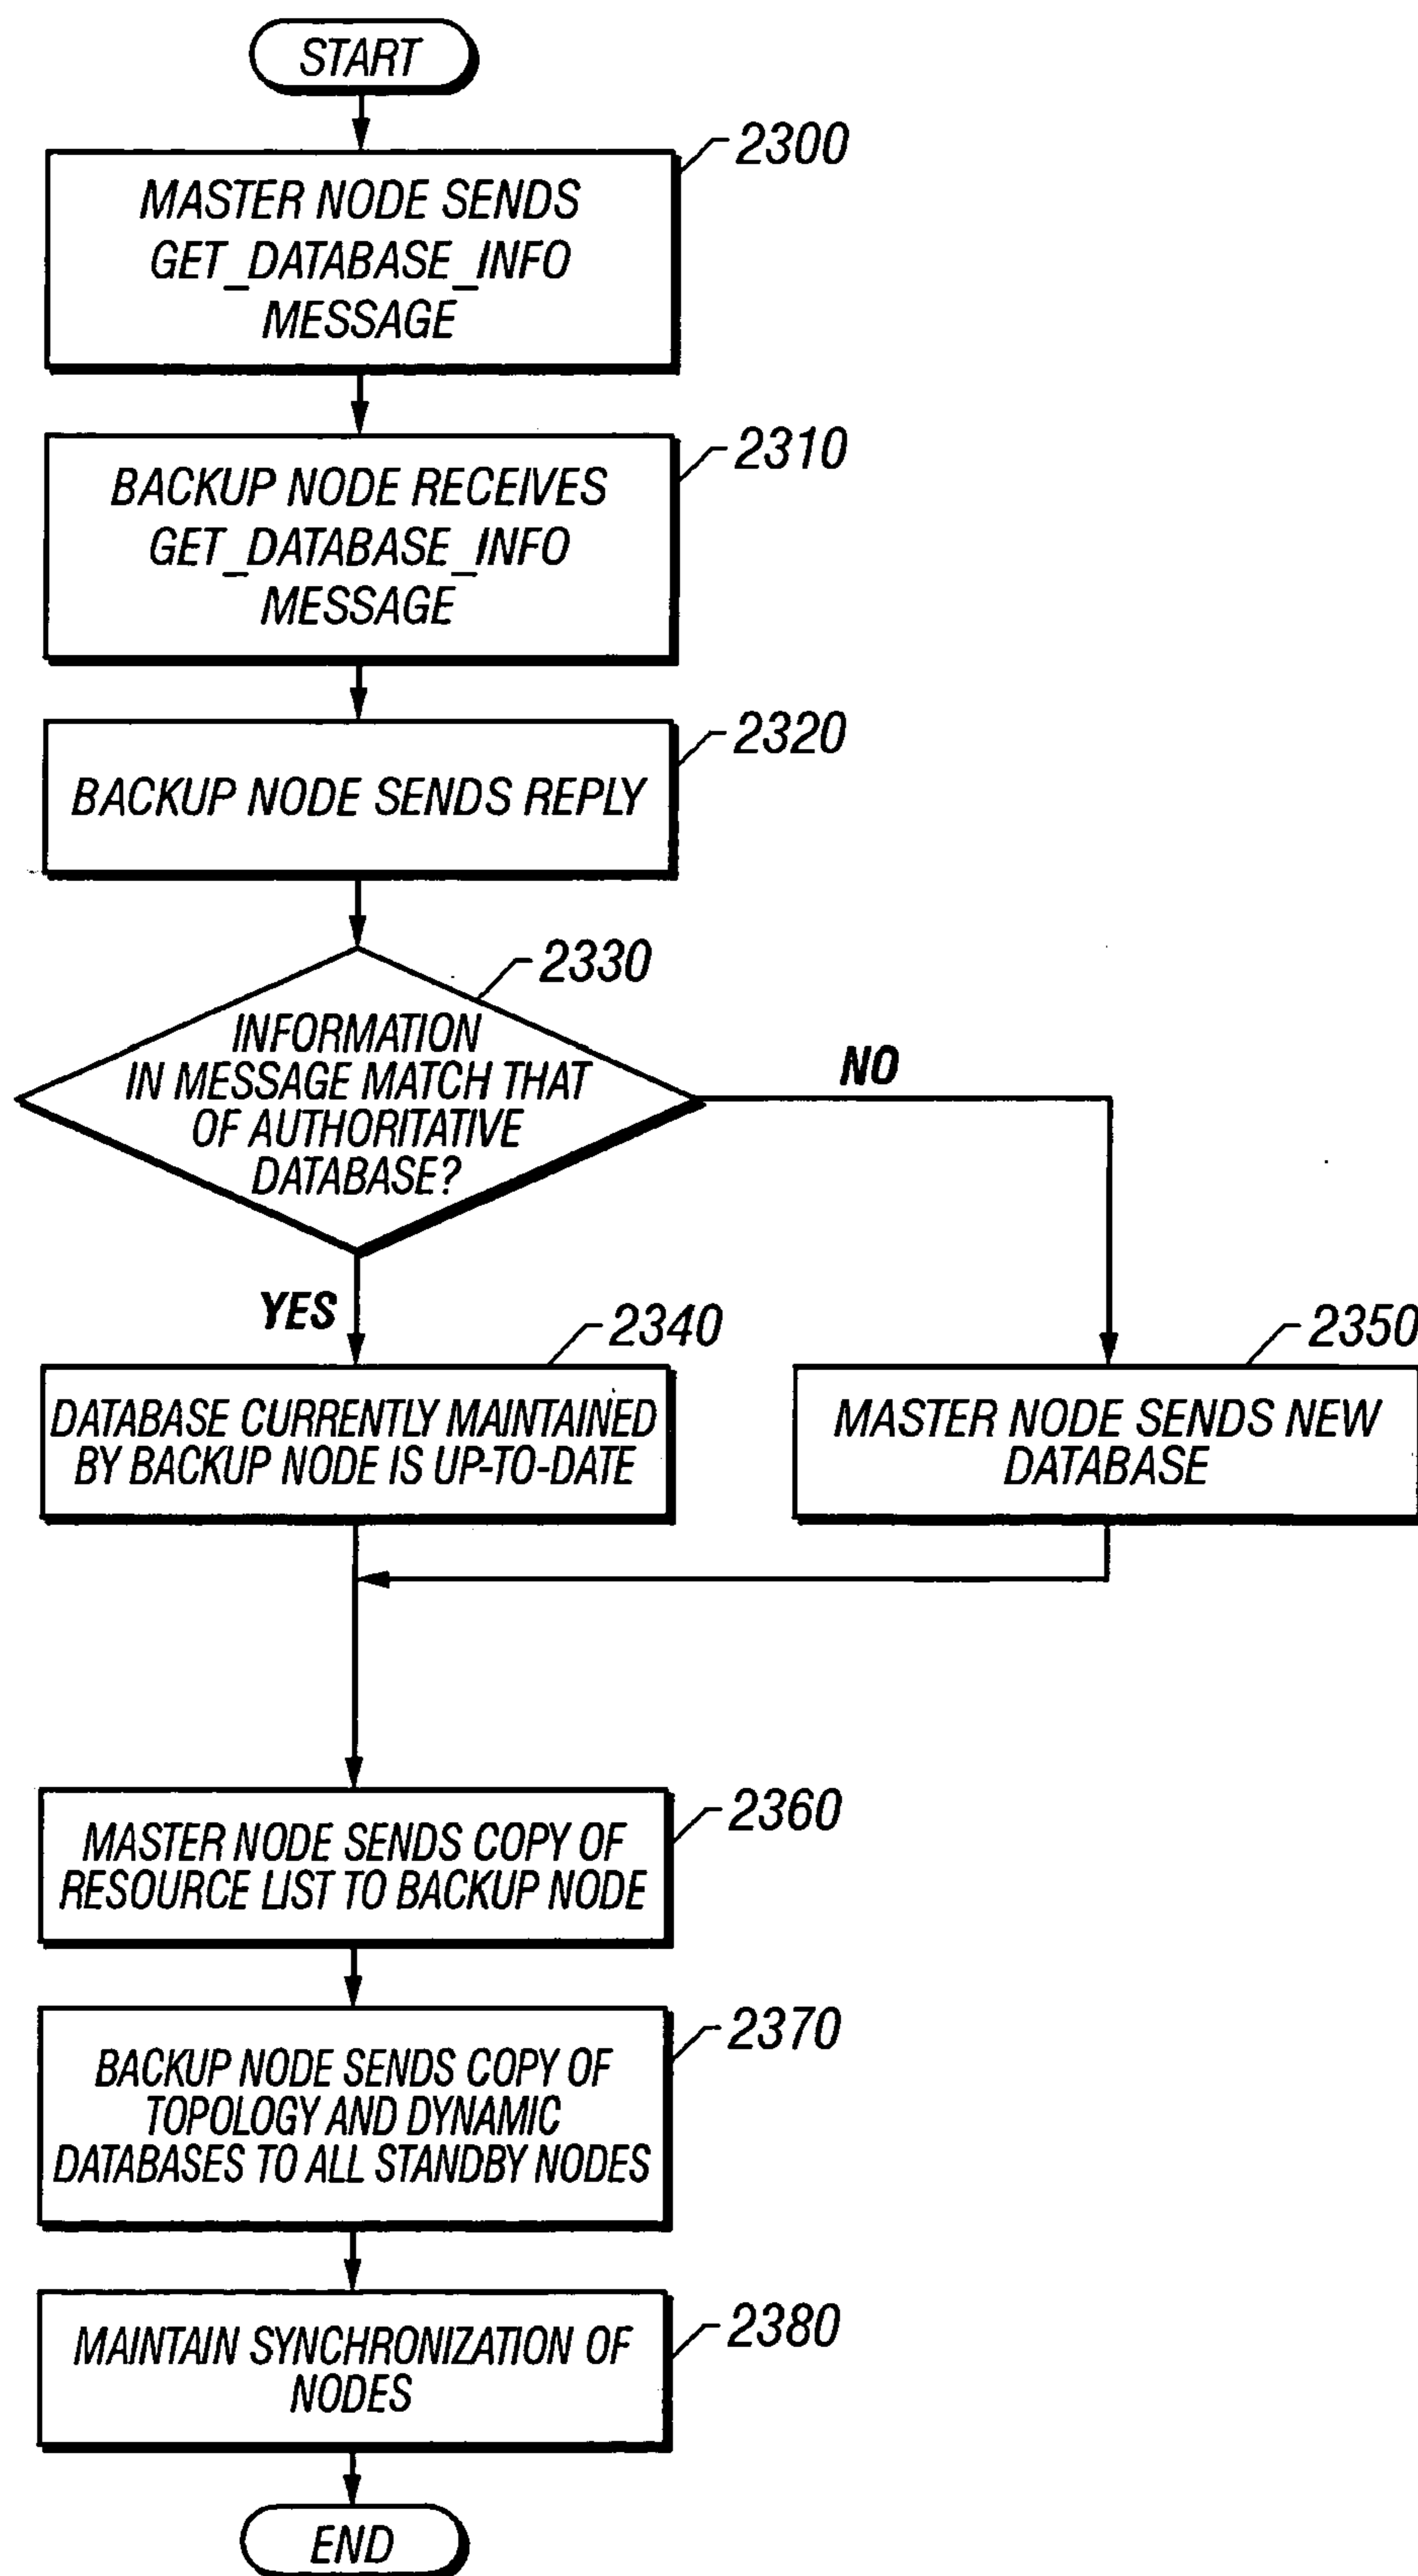 START
2300
MASTER NODE SENDS
GET_DATABASE_INFO
MESSAGE
2310
BACKUP NODE RECEIVES
GET_DATABASE_INFO
MESSAGE
2320
BACKUP NODE SENDS REPLY
2330
INFORMATION
IN MESSAGE MATCH THAT
OF AUTHORITATIVE
DATABASE?
NO
YES
2340
DATABASE CURRENTLY MAINTAINED
BY BACKUP NODE IS UP-TO-DATE
2350
MASTER NODE SENDS NEW
DATABASE
2360
MASTER NODE SENDS COPY OF
RESOURCE LIST TO BACKUP NODE
2370
BACKUP NODE SENDS COPY OF
TOPOLOGY AND DYNAMIC
DATABASES TO ALL STANDBY NODES
2380
MAINTAIN SYNCHRONIZATION OF
NODES
END